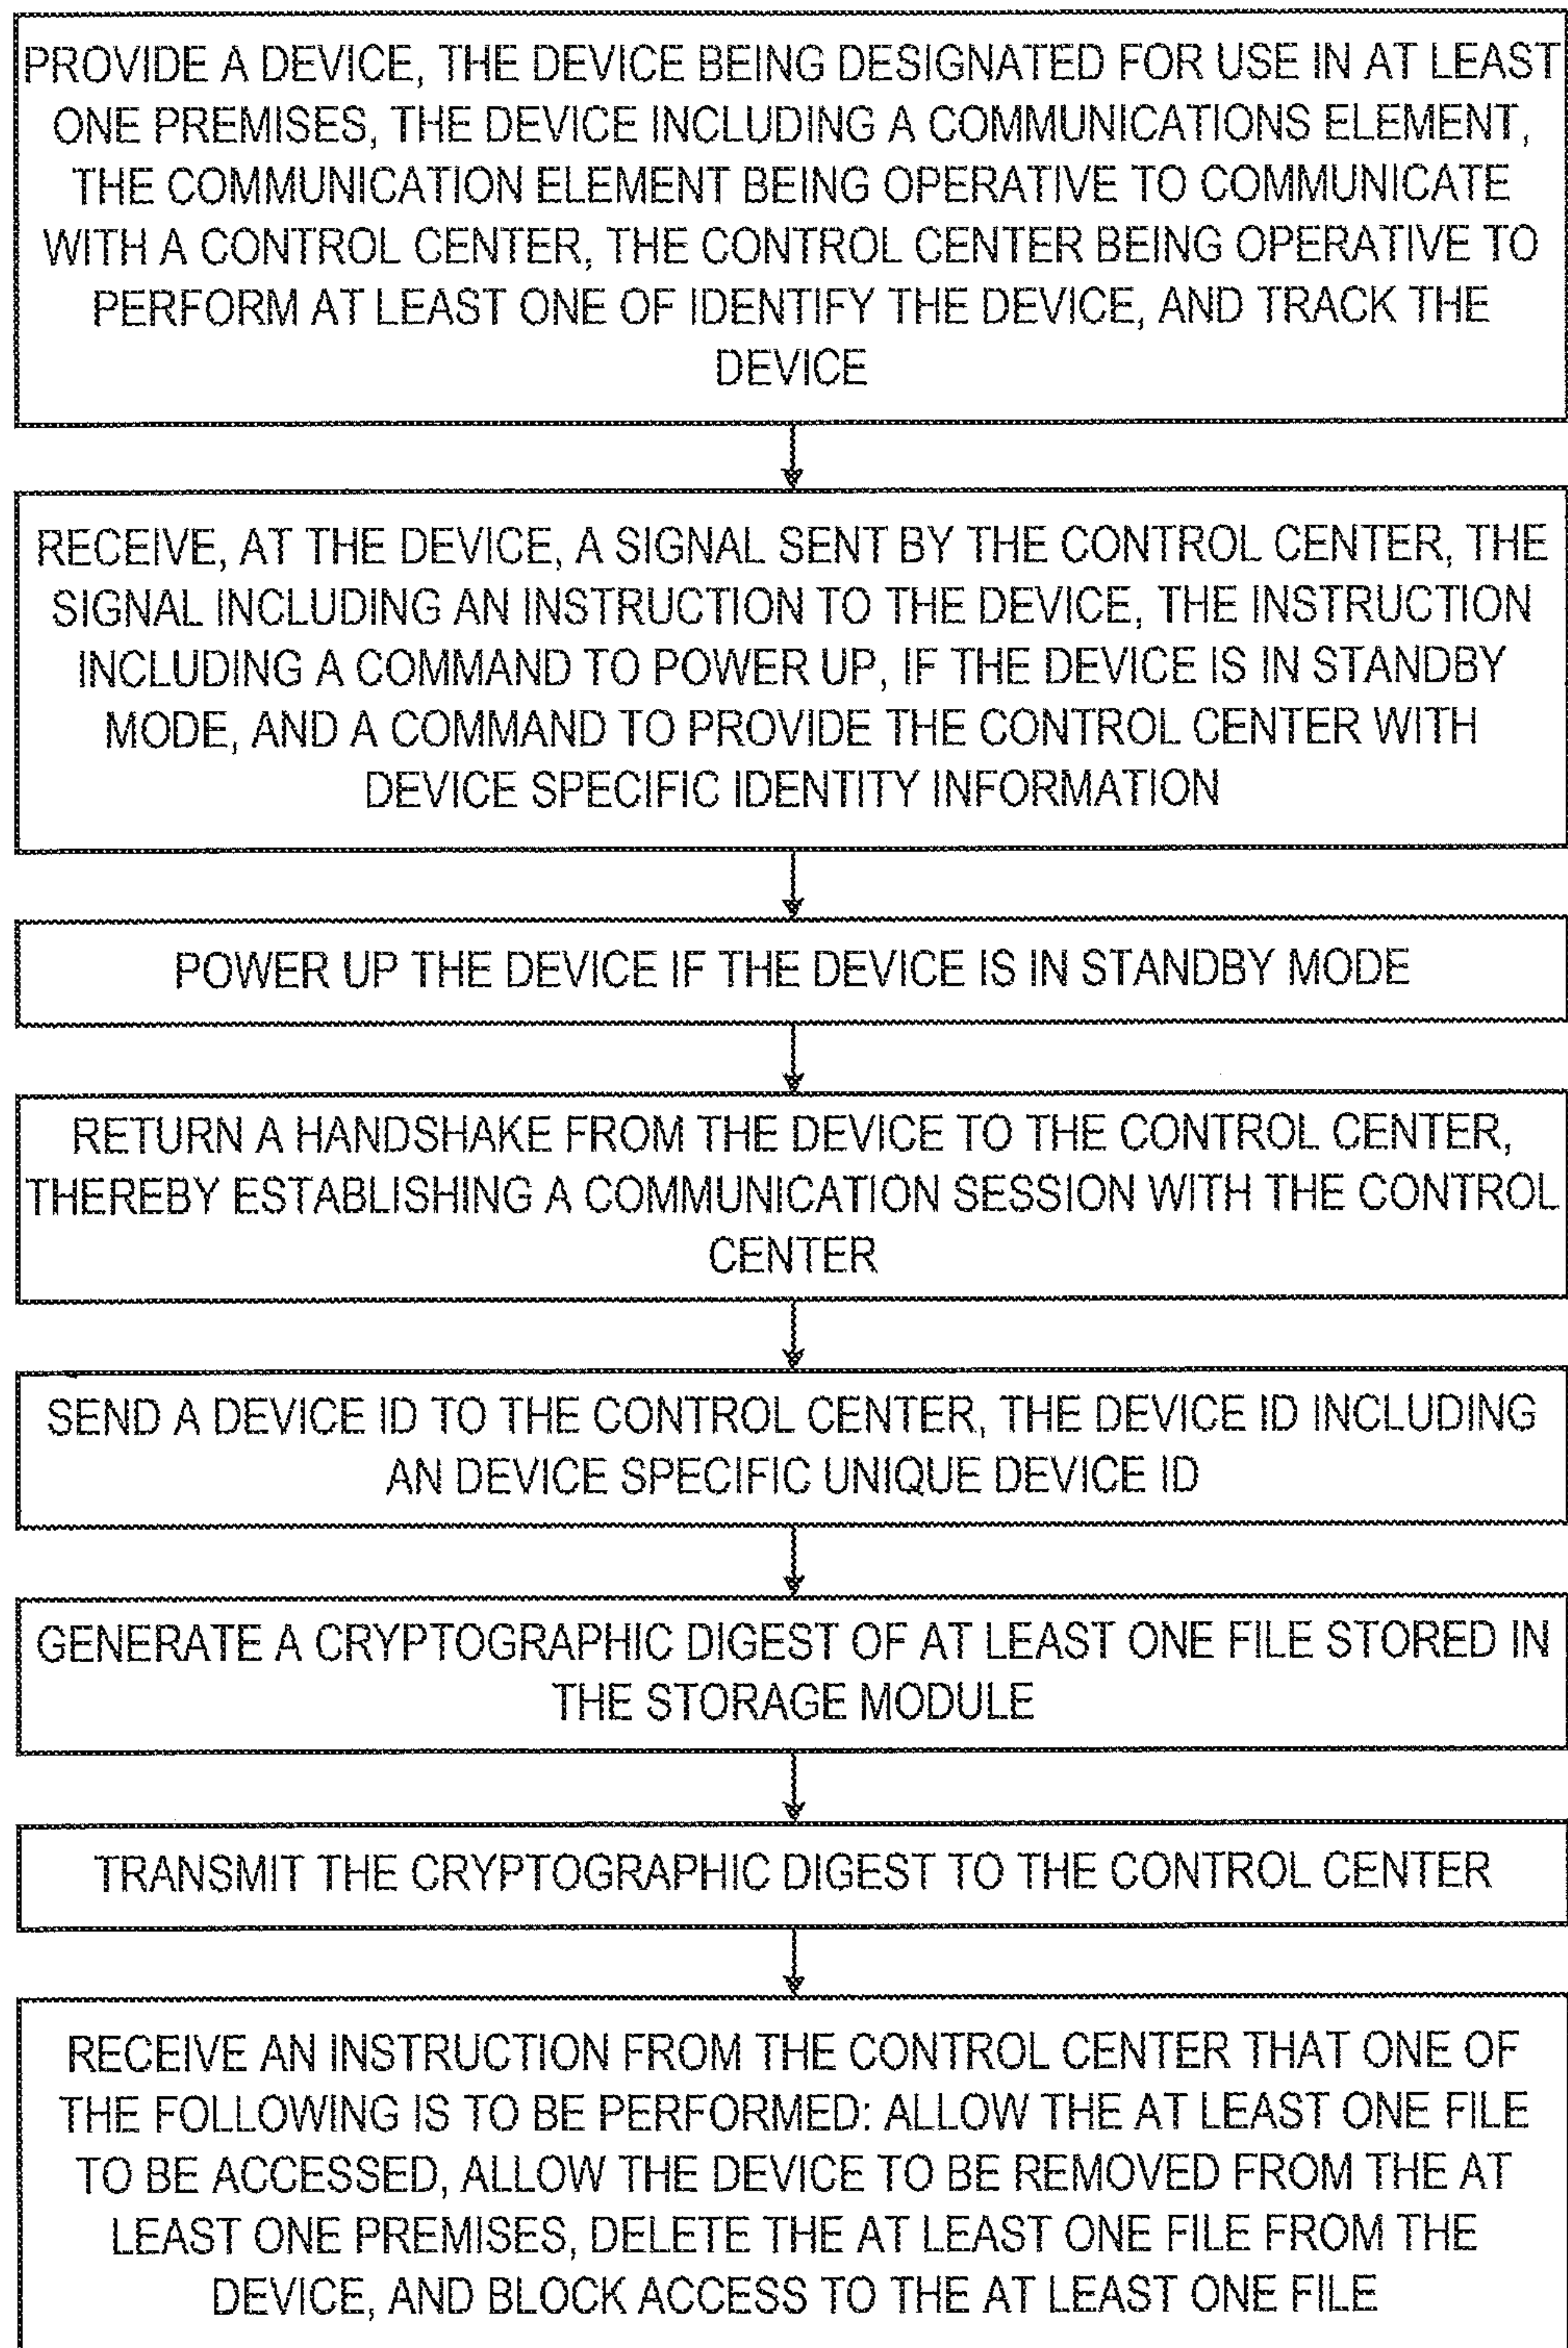 PROVIDE A DEVICE, THE DEVICE BEING DESIGNATED FOR USE IN AT LEAST
ONE PREMISES, THE DEVICE INCLUDING A COMMUNICATIONS ELEMENT,
THE COMMUNICATION ELEMENT BEING OPERATIVE TO COMMUNICATE
WITH A CONTROL CENTER, THE CONTROL CENTER BEING OPERATIVE TO
PERFORM AT LEAST ONE OF IDENTIFY THE DEVICE, AND TRACK THE
DEVICE
RECEIVE, AT THE DEVICE, A SIGNAL SENT BY THE CONTROL CENTER, THE
SIGNAL INCLUDING AN INSTRUCTION TO THE DEVICE, THE INSTRUCTION
INCLUDING A COMMAND TO POWER UP, IF THE DEVICE IS IN STANDBY
MODE, AND A COMMAND TO PROVIDE THE CONTROL CENTER WITH
DEVICE SPECIFIC IDENTITY INFORMATION
POWER UP THE DEVICE IF THE DEVICE IS IN STANDBY MODE
RETURN A HANDSHAKE FROM THE DEVICE TO THE CONTROL CENTER,
THEREBY ESTABLISHING A COMMUNICATION SESSION WITH THE CONTROL
CENTER
SEND A DEVICE ID TO THE CONTROL CENTER, THE DEVICE ID INCLUDING
AN DEVICE SPECIFIC UNIQUE DEVICE ID
GENERATE A CRYPTOGRAPHIC DIGEST OF AT LEAST ONE FILE STORED IN
THE STORAGE MODULE
TRANSMIT THE CRYPTOGRAPHIC DIGEST TO THE CONTROL CENTER
RECEIVE AN INSTRUCTION FROM THE CONTROL CENTER THAT ONE OF
THE FOLLOWING IS TO BE PERFORMED: ALLOW THE AT LEAST ONE FILE
TO BE ACCESSED, ALLOW THE DEVICE TO BE REMOVED FROM THE AT
LEAST ONE PREMISES, DELETE THE AT LEAST ONE FILE FROM THE
DEVICE, AND BLOCK ACCESS TO THE AT LEAST ONE FILE